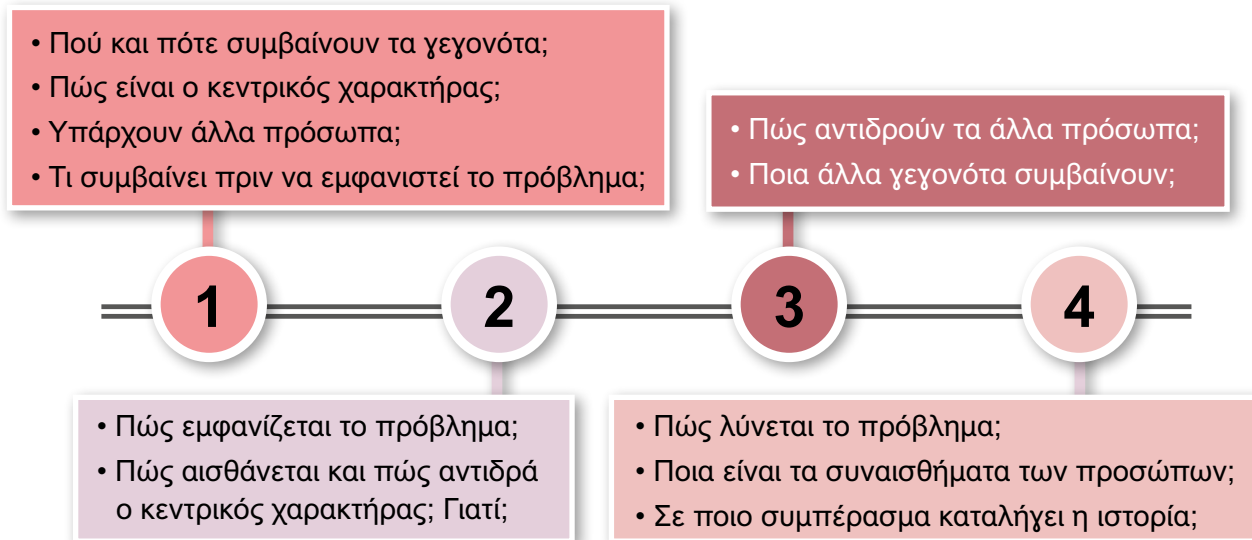 • Πού και πότε συμβαίνουν τα γεγονότα;
• Πώς είναι ο κεντρικός χαρακτήρας;
• Υπάρχουν άλλα πρόσωπα;
• Τι συμβαίνει πριν να εμφανιστεί το πρόβλημα;
• Πώς αντιδρούν τα άλλα πρόσωπα;
• Ποια άλλα γεγονότα συμβαίνουν;
1
2
3
4
• Πώς εμφανίζεται το πρόβλημα;
• Πώς αισθάνεται και πώς αντιδρά
ο κεντρικός χαρακτήρας; Γιατί;
• Πώς λύνεται το πρόβλημα;
• Ποια είναι τα συναισθήματα των προσώπων;
• Σε ποιο συμπέρασμα καταλήγει η ιστορία;